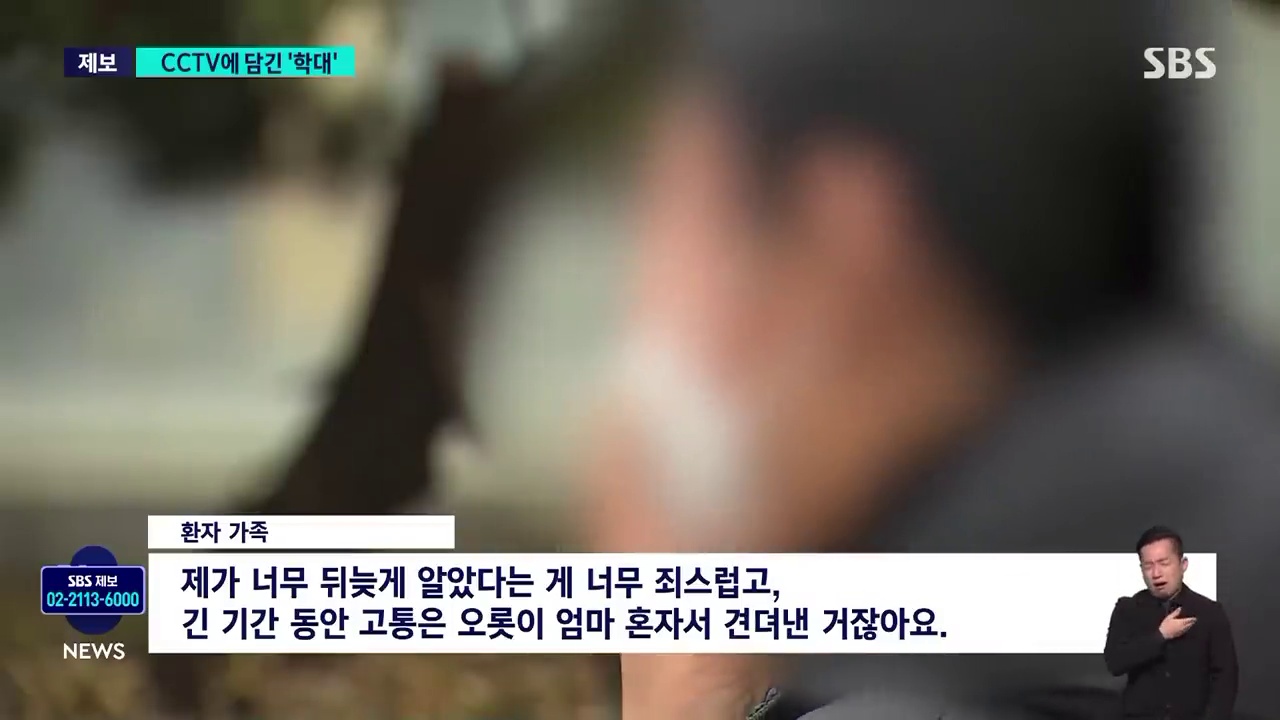 제보 CCTV에 담긴 '학대'
SBS
환자 가족
제가 너무 뒤늦게 알았다는 게 너무 죄스럽고,
긴 기간 동안 고통은 오롯이 엄마 혼자서 견뎌낸 거잖아요.
SBS 제보
02-2113-6000
NEWS